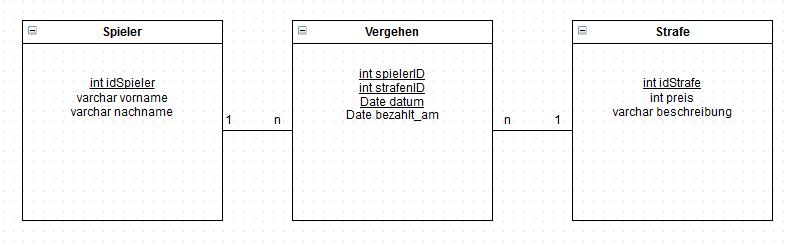 Spieler
int idSpieler
varchar vorname
varchar nachname
1
n
Vergehen
int spielerID
int strafenID
Date datum
Date bezahlt_am
n
1
Strafe
int idStrafe
int preis
varchar beschreibung